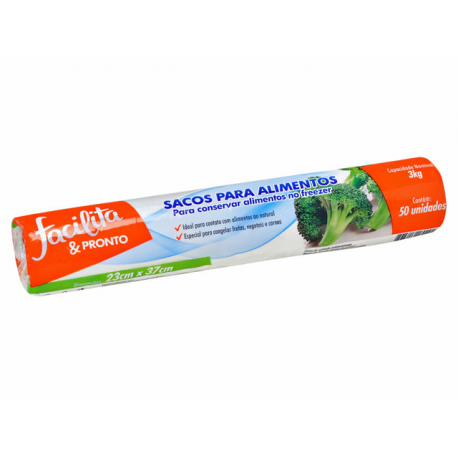 facilita
& PRONTO
SACOS PARA ALIMENTOS
Para conservar alimentos no freezer
✓ Ideal para contato com alimentos ao natural
✓ Especial para congelar frutas, vegetais e carnes
23cm x 37cm
Capacidade Nominal
3kg
Contém:
50 unidades